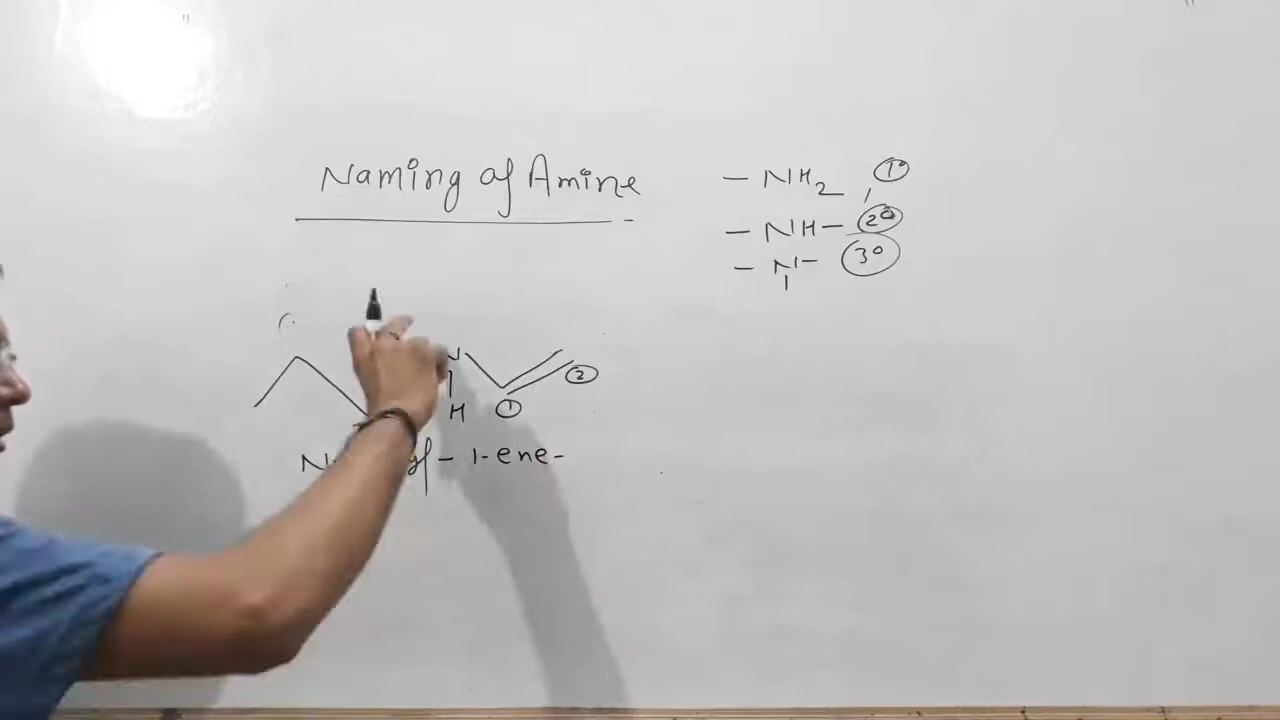 Naming of Amine
- NH2 1°
- NH - 2°
- N - 3°
N
H 1 2
- 1-ene-